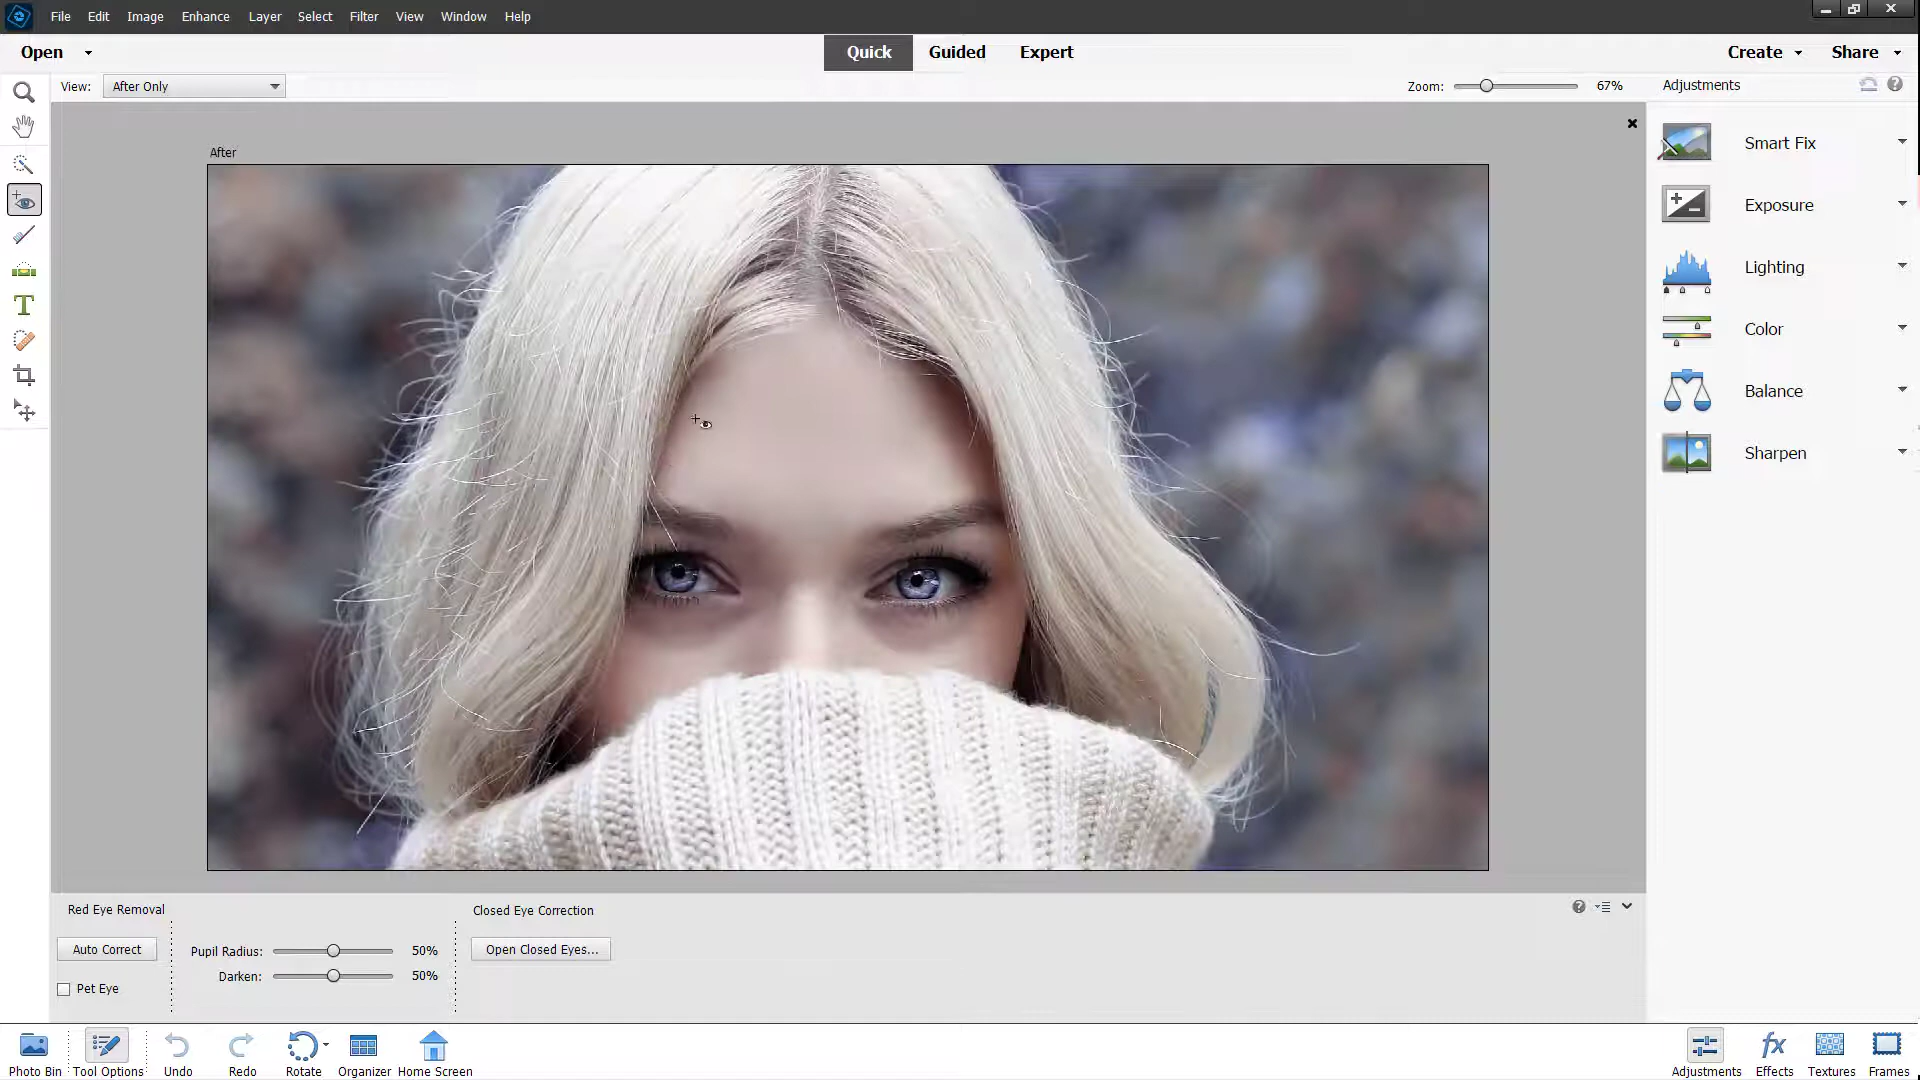 File Edit Image Enhance Layer Select Filter View Window Help
Open Quick Guided Expert Create Share
View: After Only Zoom: 67% Adjustments
After
Smart Fix
Exposure
Lighting
Color
Balance
Sharpen
T
Red Eye Removal Closed Eye Correction
Auto Correct Pupil Radius: 50% Open Closed Eyes...
Darken: 50%
Pet Eye
fx
Photo Bin Tool Options Undo Redo Rotate Organizer Home Screen Adjustments Effects Textures Frames